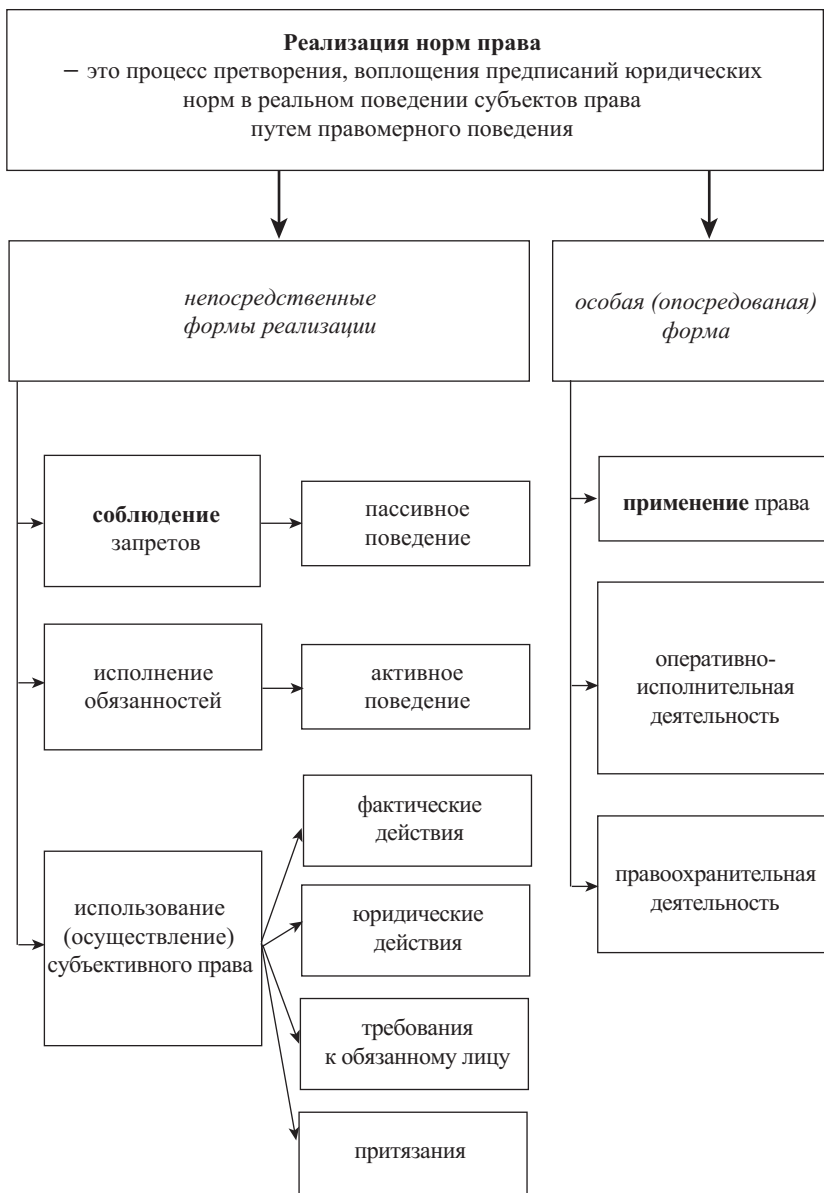 Реализация норм права
– это процесс претворения, воплощения предписаний юридических
норм в реальном поведении субъектов права
путем правомерного поведения
непосредственные
формы реализации
особая (опосредованая)
форма
соблюдение
запретов
пассивное
поведение
применение права
исполнение
обязанностей
активное
поведение
оперативно-
исполнительная
деятельность
фактические
действия
использование
(осуществление)
субъективного права
юридические
действия
правоохранительная
деятельность
требования
к обязанному лицу
притязания